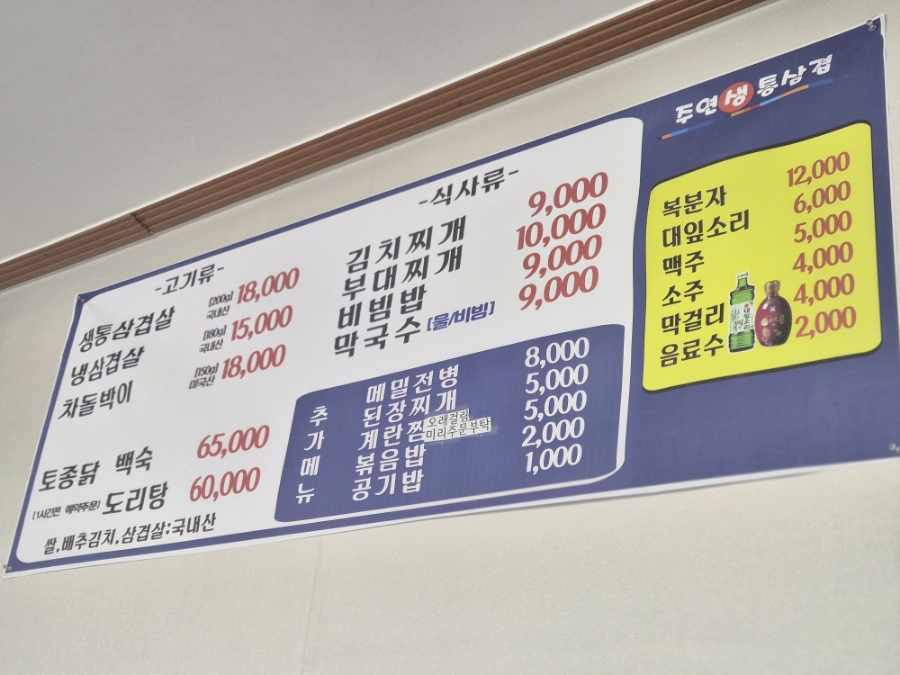 주연생통삼겹
-고기류-
생통삼겹살 [200g] 국내산 18,000
냉삼겹살 [180g] 국내산 15,000
차돌박이 [150g] 미국산 18,000
토종닭 백숙 65,000
[1시간전 예약주문] 도리탕 60,000
쌀,배추김치,삼겹살:국내산
-식사류-
김치찌개 9,000
부대찌개 10,000
비빔밥 9,000
막국수 [물/비빔] 9,000
추가메뉴
메밀전병 8,000
된장찌개 5,000
계란찜 오래걸림 미리주문부탁 5,000
볶음밥 2,000
공기밥 1,000
복분자 12,000
대잎소리 6,000
맥주 5,000
소주 4,000
막걸리 4,000
음료수 2,000